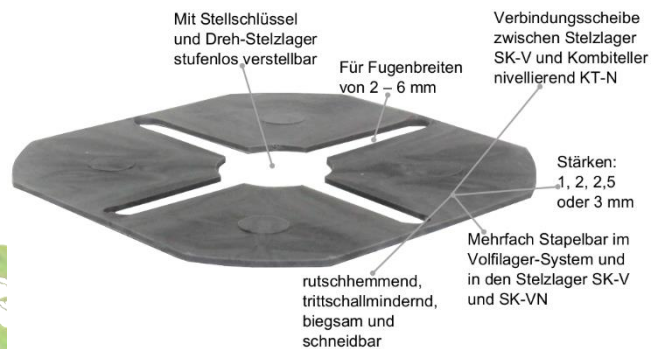 Mit Stellschlüssel
und Dreh-Stelzlager
stufenlos verstellbar
Für Fugenbreiten
von 2 – 6 mm
Verbindungsscheibe
zwischen Stelzlager
SK-V und Kombiteller
nivellierend KT-N
Stärken:
1, 2, 2,5
oder 3 mm
Mehrfach Stapelbar im
Volfilager-System und
in den Stelzlager SK-V
und SK-VN
rutschhemmend,
trittschallmindernd,
biegsam und
schneidbar